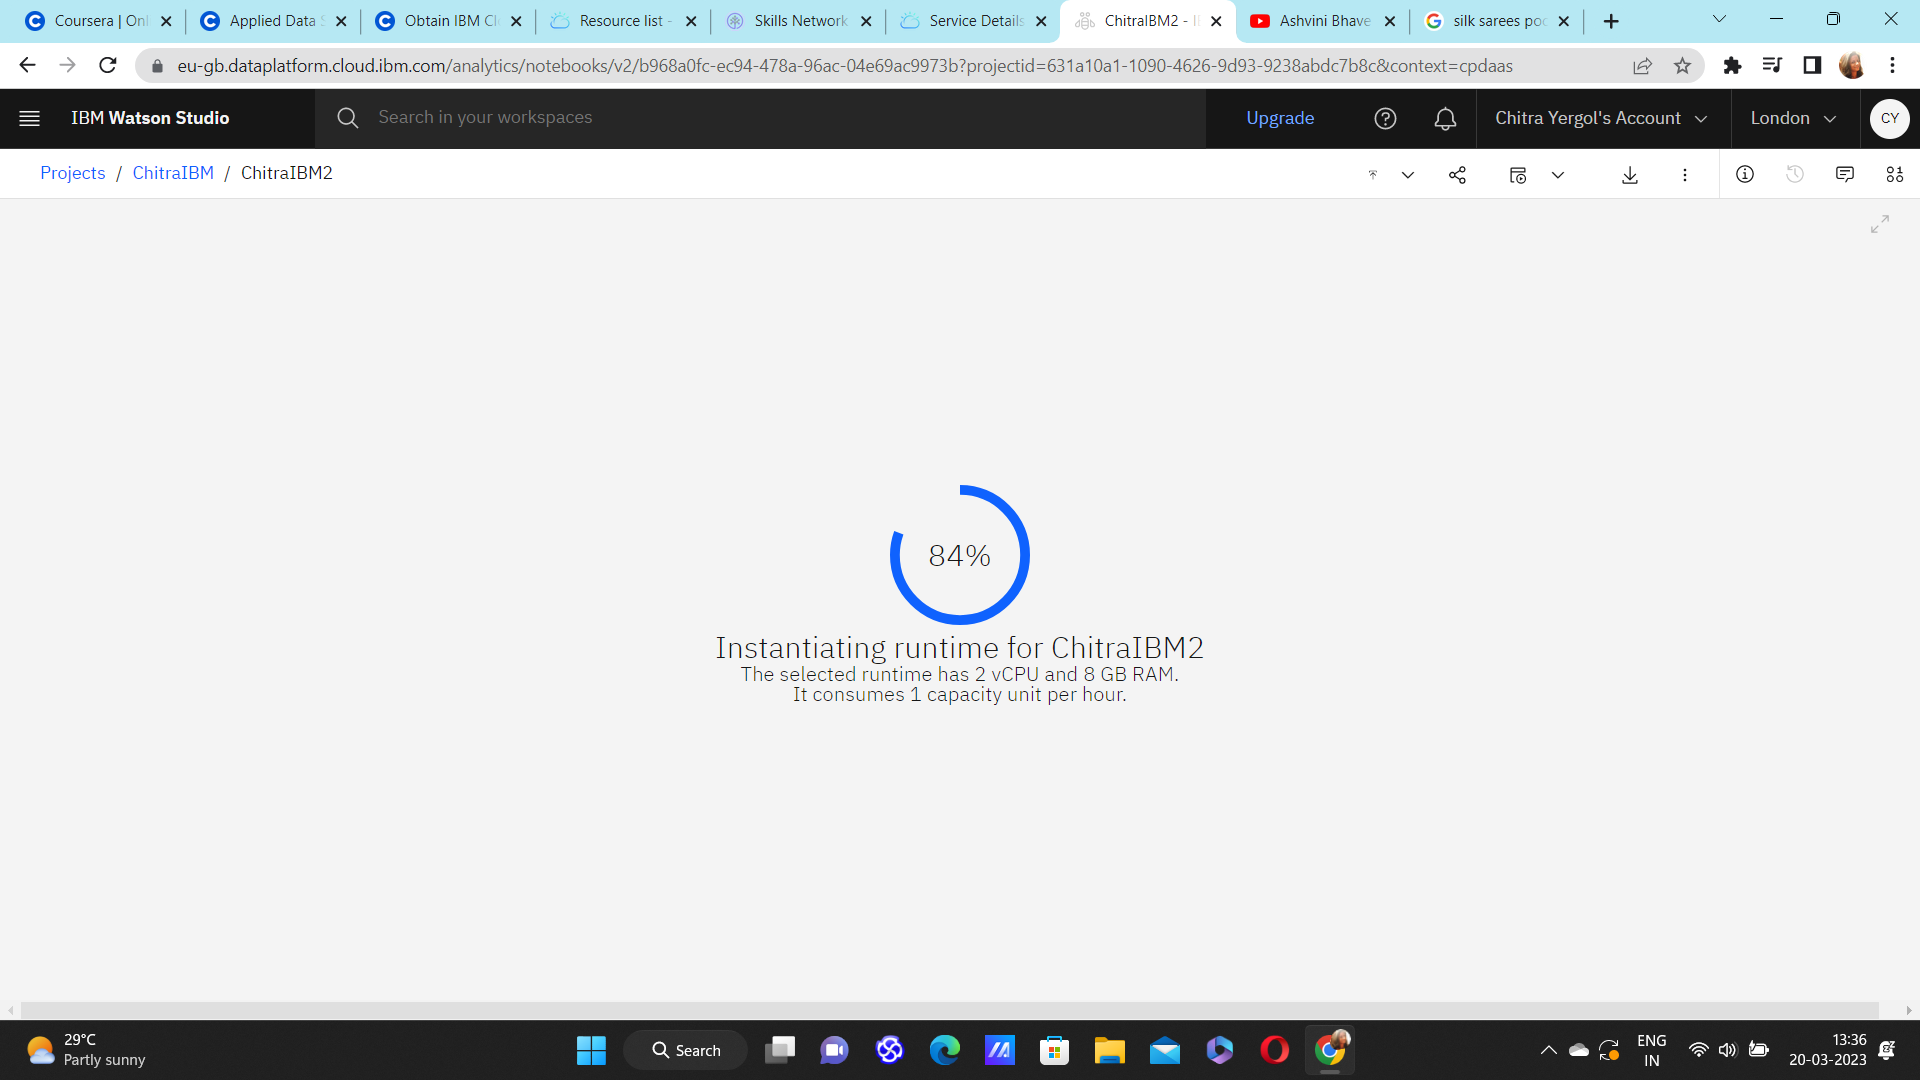 Coursera | Onl
Applied Data S
Obtain IBM Cl
Resource list -
Skills Network
Service Details
ChitraIBM2 - I
Ashvini Bhave
silk sarees poc
eu-gb.dataplatform.cloud.ibm.com/analytics/notebooks/v2/b968a0fc-ec94-478a-96ac-04e69ac9973b?projectid=631a10a1-1090-4626-9d93-9238abdc7b8c&context=cpdaas
IBM Watson Studio
Search in your workspaces
Upgrade
Chitra Yergol's Account
London
CY
Projects / ChitraIBM / ChitraIBM2
84%
Instantiating runtime for ChitraIBM2
The selected runtime has 2 vCPU and 8 GB RAM.
It consumes 1 capacity unit per hour.
29°C
Partly sunny
Search
ENG
IN
13:36
20-03-2023